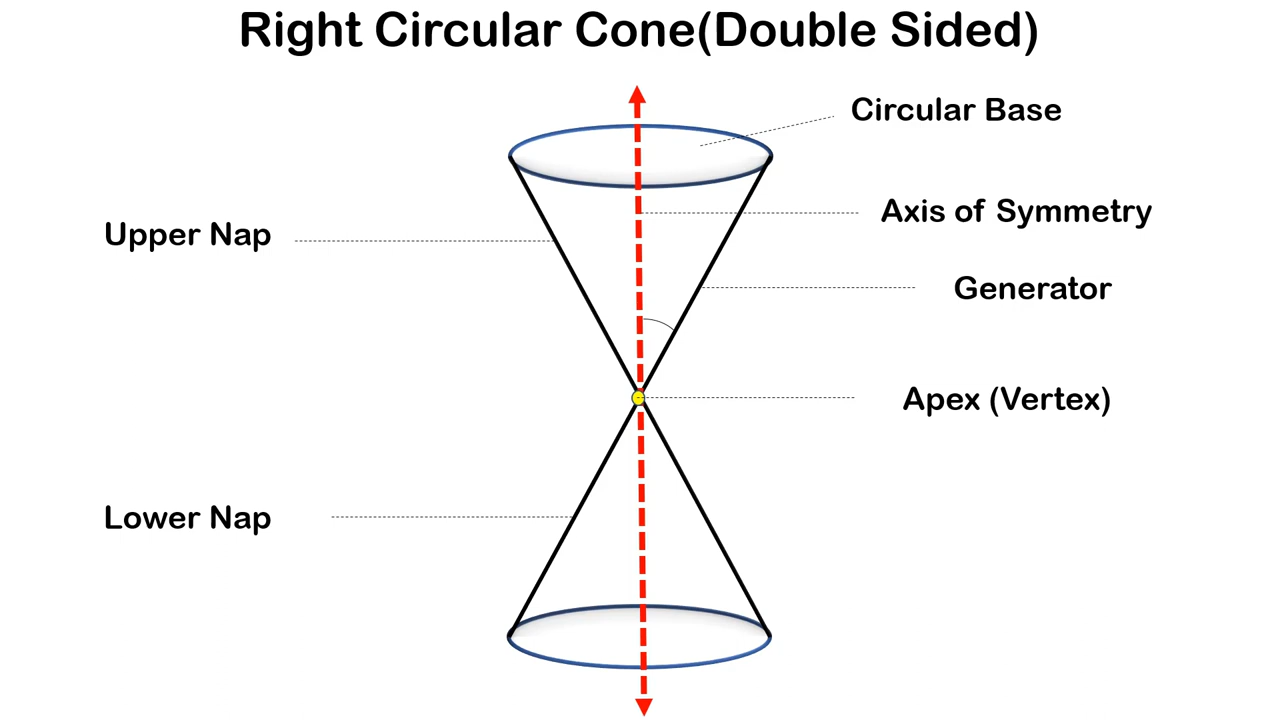 Right Circular Cone(Double Sided)
Circular Base
Axis of Symmetry
Upper Nap
Generator
Apex (Vertex)
Lower Nap